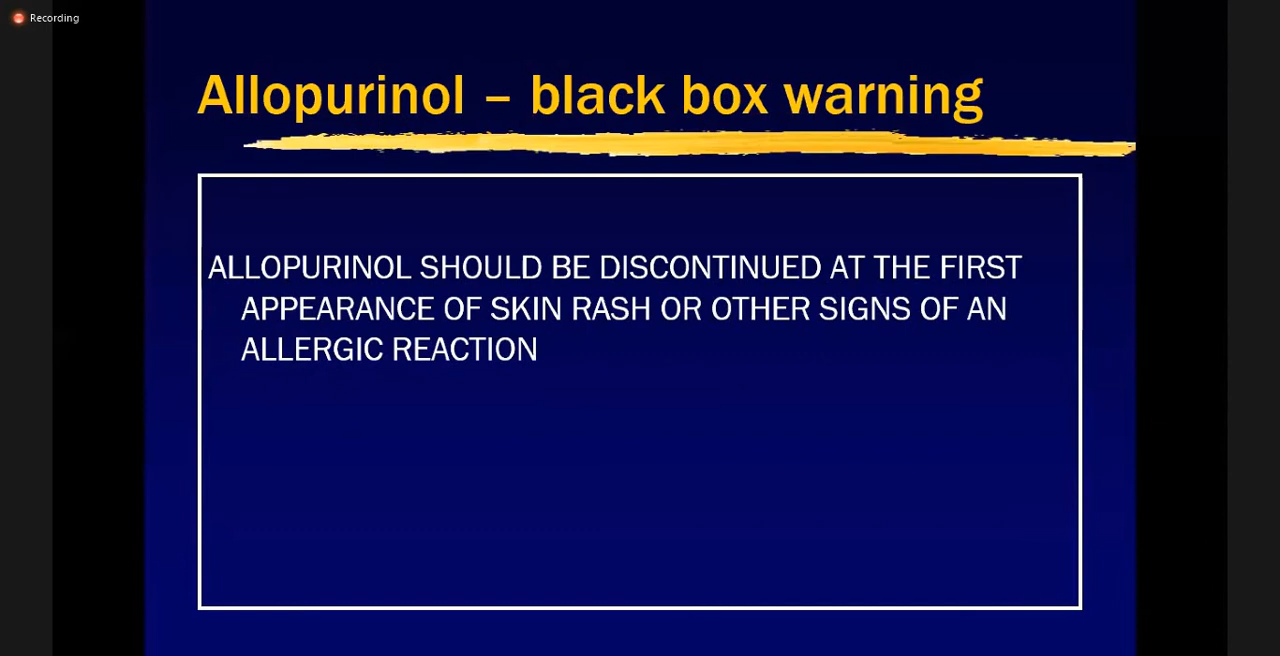 Recording
Allopurinol – black box warning
ALLOPURINOL SHOULD BE DISCONTINUED AT THE FIRST
APPEARANCE OF SKIN RASH OR OTHER SIGNS OF AN
ALLERGIC REACTION